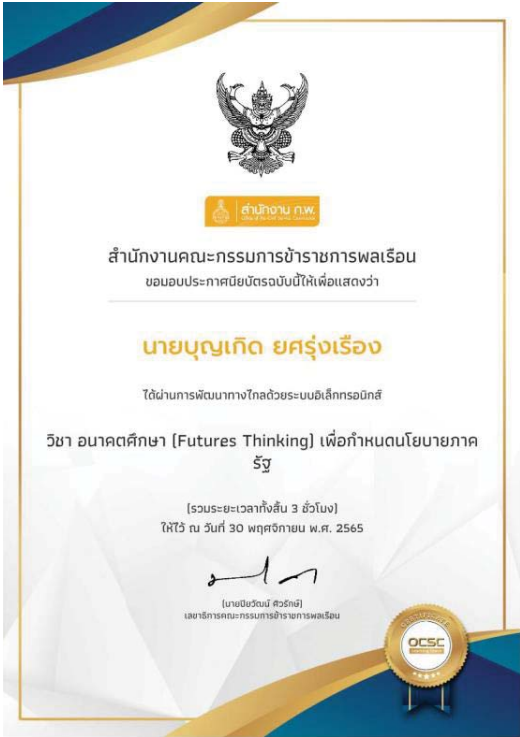 สำนักงาน ก.พ.
สำนักงานคณะกรรมการข้าราชการพลเรือน
ขอมอบประกาศนียบัตรฉบับนี้ให้เพื่อแสดงว่า
นายบุญเกิด ยศรุ่งเรือง
ได้ผ่านการพัฒนาทางไกลด้วยระบบอิเล็กทรอนิกส์
วิชา อนาคตศึกษา (Futures Thinking) เพื่อกำหนดนโยบายภาค
รัฐ
(รวมระยะเวลาทั้งสิ้น 3 ชั่วโมง)
ให้ไว้ ณ วันที่ 30 พฤศจิกายน พ.ศ. 2565
(นายปิยวัฒน์ ศิวรักษ์)
เลขาธิการคณะกรรมการข้าราชการพลเรือน
OCSC